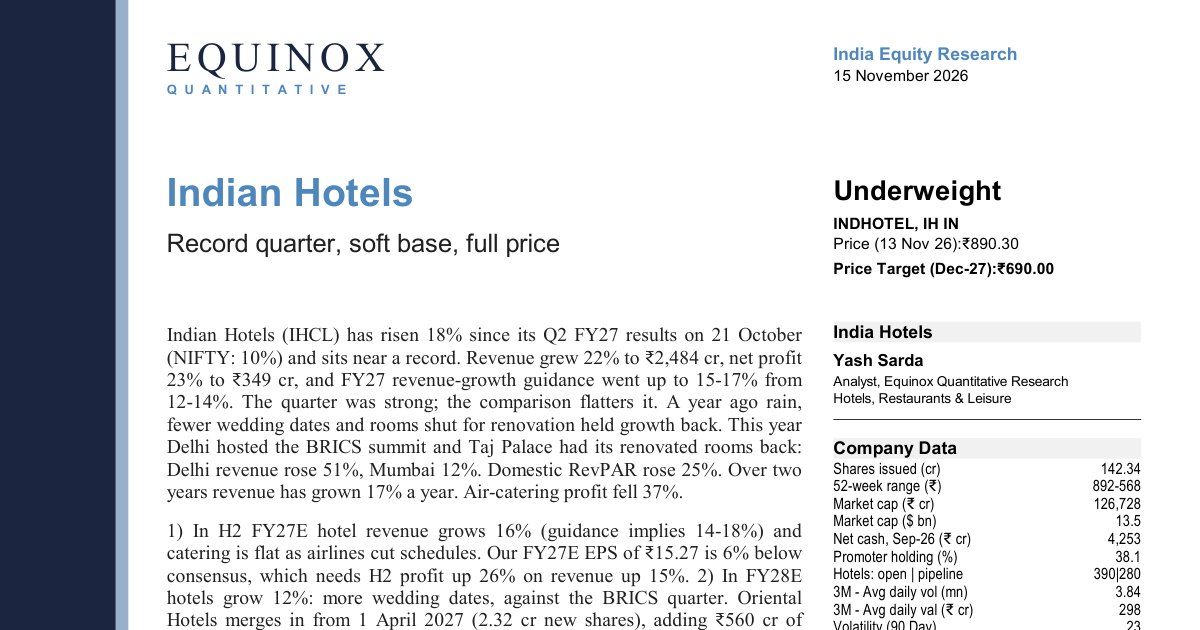 EQUINOX
QUANTITATIVE
India Equity Research
15 November 2026
Indian Hotels
Record quarter, soft base, full price
Underweight
INDHOTEL, IH IN
Price (13 Nov 26):₹890.30
Price Target (Dec-27):₹690.00
Indian Hotels (IHCL) has risen 18% since its Q2 FY27 results on 21 October
(NIFTY: 10%) and sits near a record. Revenue grew 22% to ₹2,484 cr, net profit
23% to ₹349 cr, and FY27 revenue-growth guidance went up to 15-17% from
12-14%. The quarter was strong; the comparison flatters it. A year ago rain,
fewer wedding dates and rooms shut for renovation held growth back. This year
Delhi hosted the BRICS summit and Taj Palace had its renovated rooms back:
Delhi revenue rose 51%, Mumbai 12%. Domestic RevPAR rose 25%. Over two
years revenue has grown 17% a year. Air-catering profit fell 37%.
1) In H2 FY27E hotel revenue grows 16% (guidance implies 14-18%) and
catering is flat as airlines cut schedules. Our FY27E EPS of ₹15.27 is 6% below
consensus, which needs H2 profit up 26% on revenue up 15%. 2) In FY28E
hotels grow 12%: more wedding dates, against the BRICS quarter. Oriental
Hotels merges in from 1 April 2027 (2.32 cr new shares), adding ₹560 cr of
India Hotels
Yash Sarda
Analyst, Equinox Quantitative Research
Hotels, Restaurants & Leisure
Company Data
Shares issued (cr) 142.34
52-week range (₹) 892-568
Market cap (₹ cr) 126,728
Market cap ($ bn) 13.5
Net cash, Sep-26 (₹ cr) 4,253
Promoter holding (%) 38.1
Hotels: open | pipeline 390|280
3M - Avg daily vol (mn) 3.84
3M - Avg daily val (₹ cr) 298
Volatility (90 Day) 23